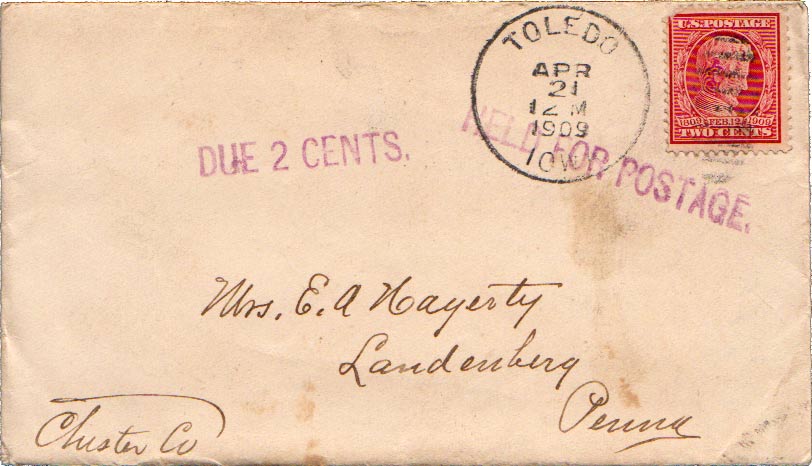 TOLEDO
APR
21
12 M
1909
IOWA
U.S. POSTAGE
1809 FEB. 12 1909
TWO CENTS
DUE 2 CENTS.
HELD FOR POSTAGE.
Mrs. E. A Hagerty
Landenberg
Penna
Chester Co